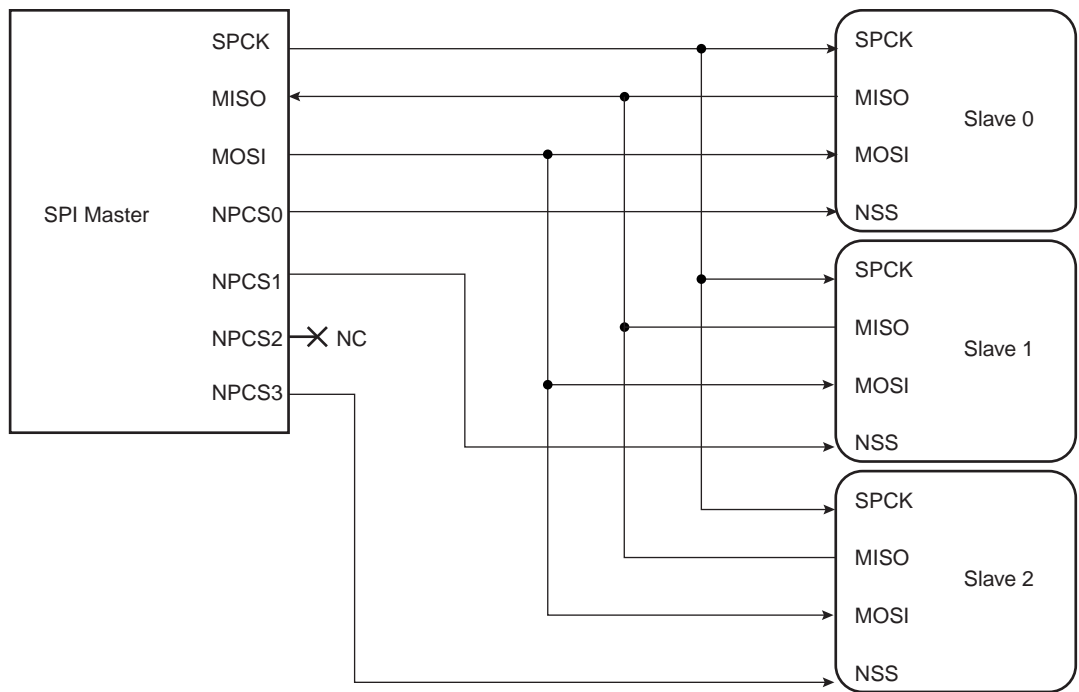 SPI Master
SPCK
MISO
MOSI
NPCS0
NPCS1
NPCS2
NC
NPCS3
SPCK
MISO
Slave 0
MOSI
NSS
SPCK
MISO
Slave 1
MOSI
NSS
SPCK
MISO
Slave 2
MOSI
NSS